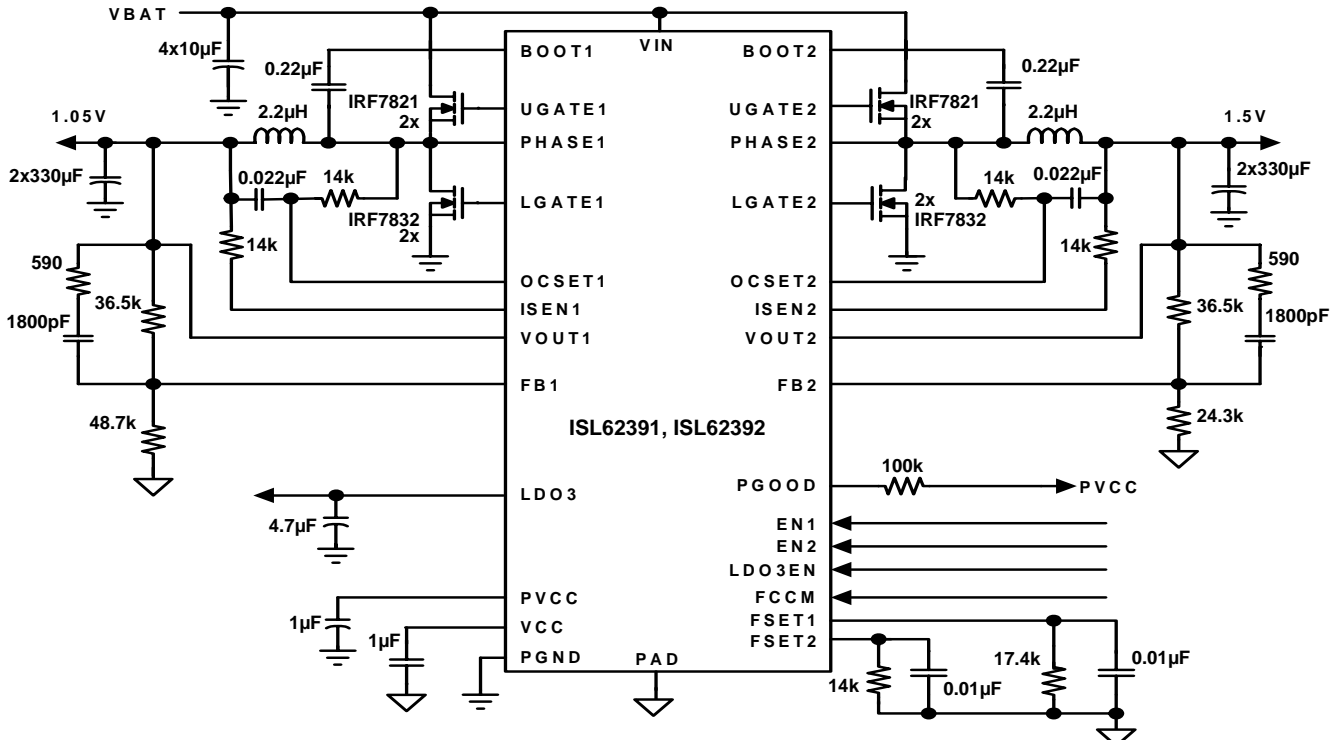 VBAT
4x10µF
0.22µF
BOOT1
VIN
BOOT2
0.22µF
IRF7821
2x
UGATE1
UGATE2
IRF7821
2x
1.05V
2.2µH
PHASE1
PHASE2
2.2µH
1.5V
2x330µF
0.022µF
14k
IRF7832
2x
LGATE1
LGATE2
2x
IRF7832
14k
0.022µF
2x330µF
14k
14k
OCSET1
OCSET2
590
590
36.5k
ISEN1
ISEN2
36.5k
1800pF
VOUT1
VOUT2
1800pF
FB1
FB2
48.7k
ISL62391, ISL62392
24.3k
100k
LDO3
PGOOD
PVCC
4.7µF
EN1
EN2
LDO3EN
PVCC
FCCM
1µF
VCC
FSET1
FSET2
1µF
PGND
PAD
14k
0.01µF
17.4k
0.01µF